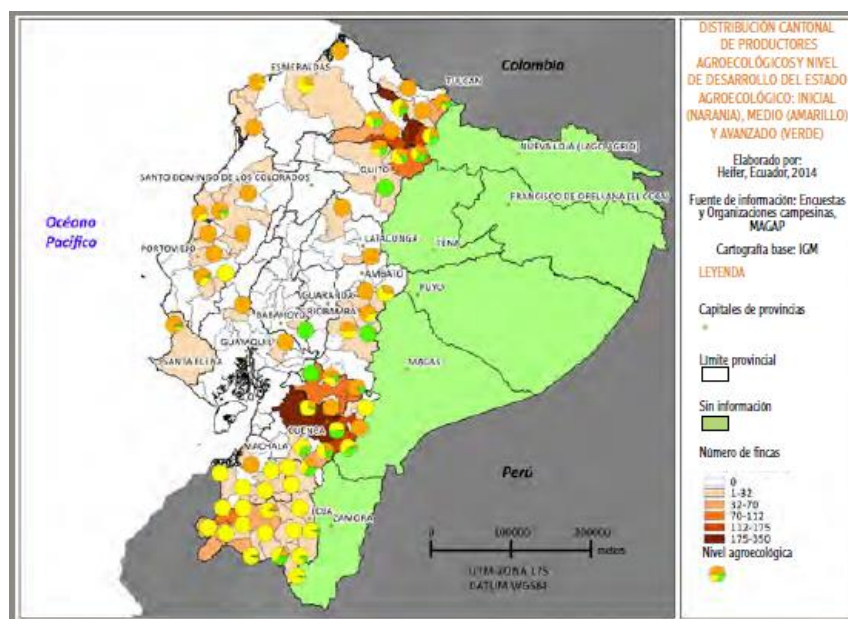 DISTRIBUCIÓN CANTONAL
DE PRODUCTORES
AGROECOLÓGICOS Y NIVEL
DE DESARROLLO DEL ESTADO
AGROECOLÓGICO: INICIAL
(NARANJA), MEDIO (AMARILLO)
Y AVANZADO (VERDE)
Elaborado por:
Heifer, Ecuador, 2014
Fuente de información: Encuestas
y Organizaciones campesinas,
MAGAP
Cartografía base: IGM
LEYENDA
Capitales de provincias
Límite provincial
Sin información
Número de fincas
0
1-32
32-70
70-112
112-175
175-350
Nivel agroecológica
Colombia
ESMERALDAS
TULCAN
NUEVA LOJA (LAGO AGRIO)
QUITO
SANTO DOMINGO DE LOS COLORADOS
FRANCISCO DE ORELLANA (EL COCA)
Océano
Pacífico
PORTOVIEJO
LATACUNGA
TENA
AMBATO
PUYO
GUARANDA
RIOBAMBA
BABAHOYO
GUAYAQUIL
SANTA ELENA
MACAS
CUENCA
MACHALA
Perú
LOJA
ZAMORA
0 100000 200000
meters
UTM-ZONA 17S
DATUM WGS84